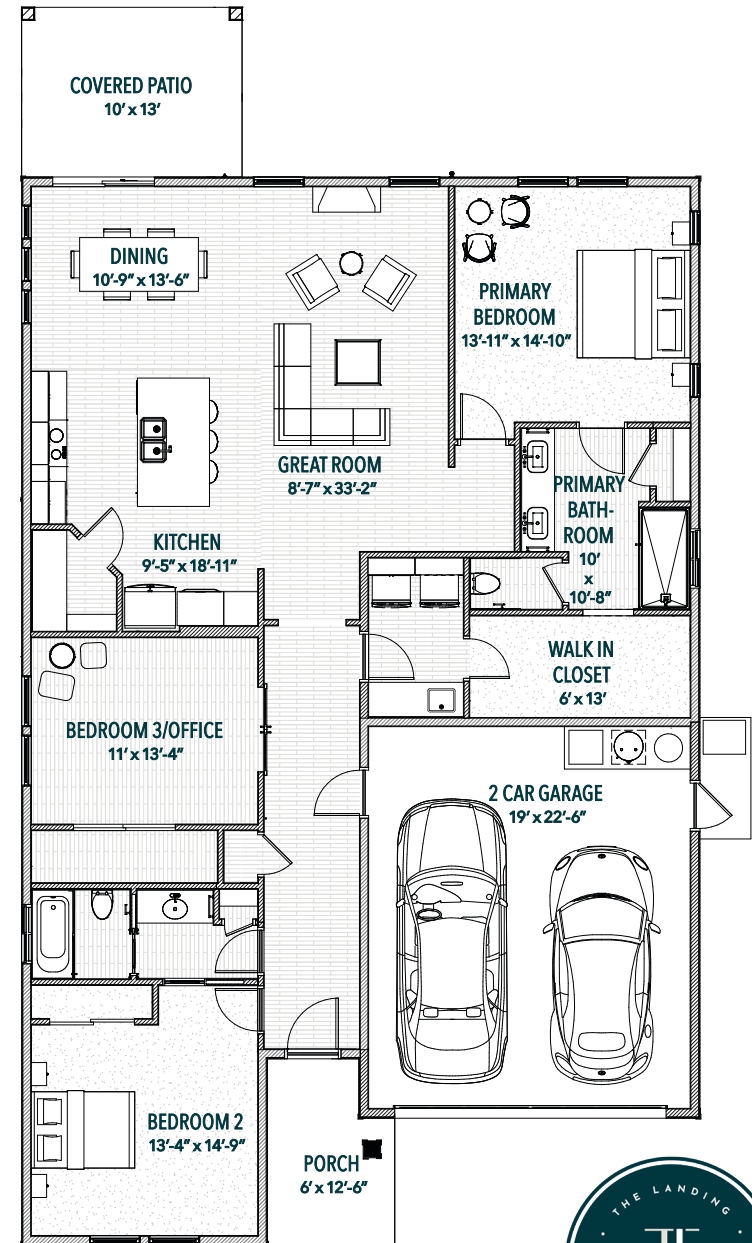 COVERED PATIO
10’ x 13’
DINING
10’-9” x 13’-6”
PRIMARY
BEDROOM
13’-11” x 14’-10”
GREAT ROOM
8’-7” x 33’-2”
PRIMARY
BATH-
ROOM
10’
x
10’-8”
KITCHEN
9’-5” x 18’-11”
WALK IN
CLOSET
6’ x 13’
BEDROOM 3/OFFICE
11’ x 13’-4”
2 CAR GARAGE
19’ x 22’-6”
BEDROOM 2
13’-4” x 14’-9”
PORCH
6’ x 12’-6”
THE LANDING